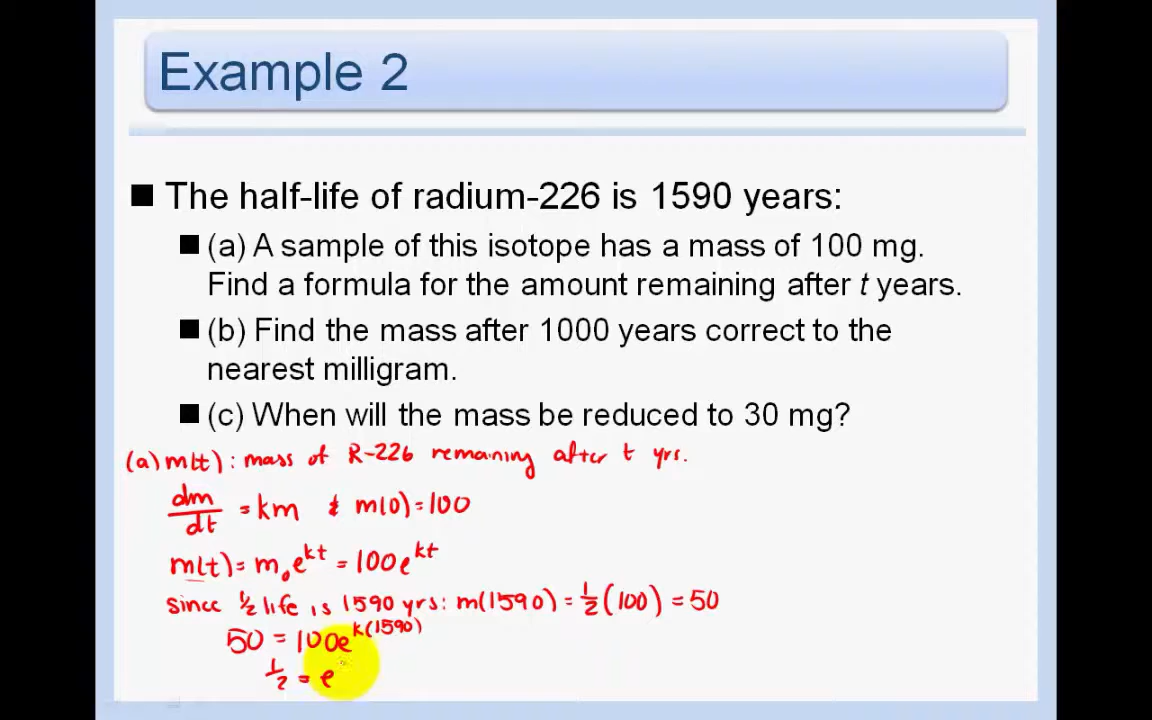 Example 2
■ The half-life of radium-226 is 1590 years:
■ (a) A sample of this isotope has a mass of 100 mg.
Find a formula for the amount remaining after t years.
■ (b) Find the mass after 1000 years correct to the
nearest milligram.
■ (c) When will the mass be reduced to 30 mg?
(a) m(t): mass of R-226 remaining after t yrs.
dm/dt = km & m(0)=100
m(t)= m₀e^kt = 100e^kt
Since ½ life is 1590 yrs: m(1590)=½(100)=50
50 = 100e^k(1590)
½ = e